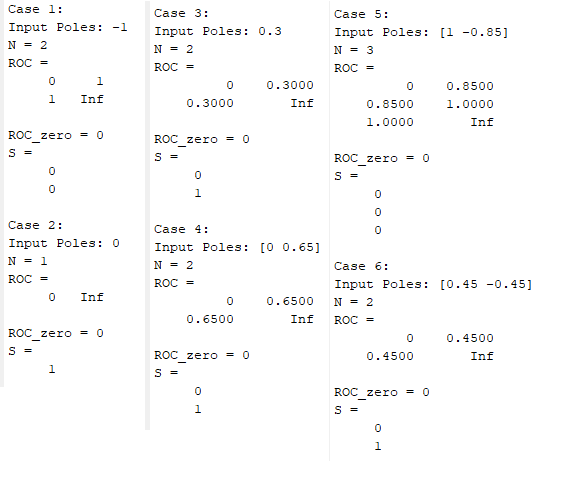 Case 1:
Input Poles: -1
N = 2
ROC =
0 1
1 Inf
ROC_zero = 0
S =
0
0
Case 2:
Input Poles: 0
N = 1
ROC =
0 Inf
ROC_zero = 0
S =
1
Case 3:
Input Poles: 0.3
N = 2
ROC =
0 0.3000
0.3000 Inf
ROC_zero = 0
S =
0
1
Case 4:
Input Poles: [0 0.65]
N = 2
ROC =
0 0.6500
0.6500 Inf
ROC_zero = 0
S =
0
1
Case 5:
Input Poles: [1 -0.85]
N = 3
ROC =
0 0.8500
0.8500 1.0000
1.0000 Inf
ROC_zero = 0
S =
0
0
0
Case 6:
Input Poles: [0.45 -0.45]
N = 2
ROC =
0 0.4500
0.4500 Inf
ROC_zero = 0
S =
0
1